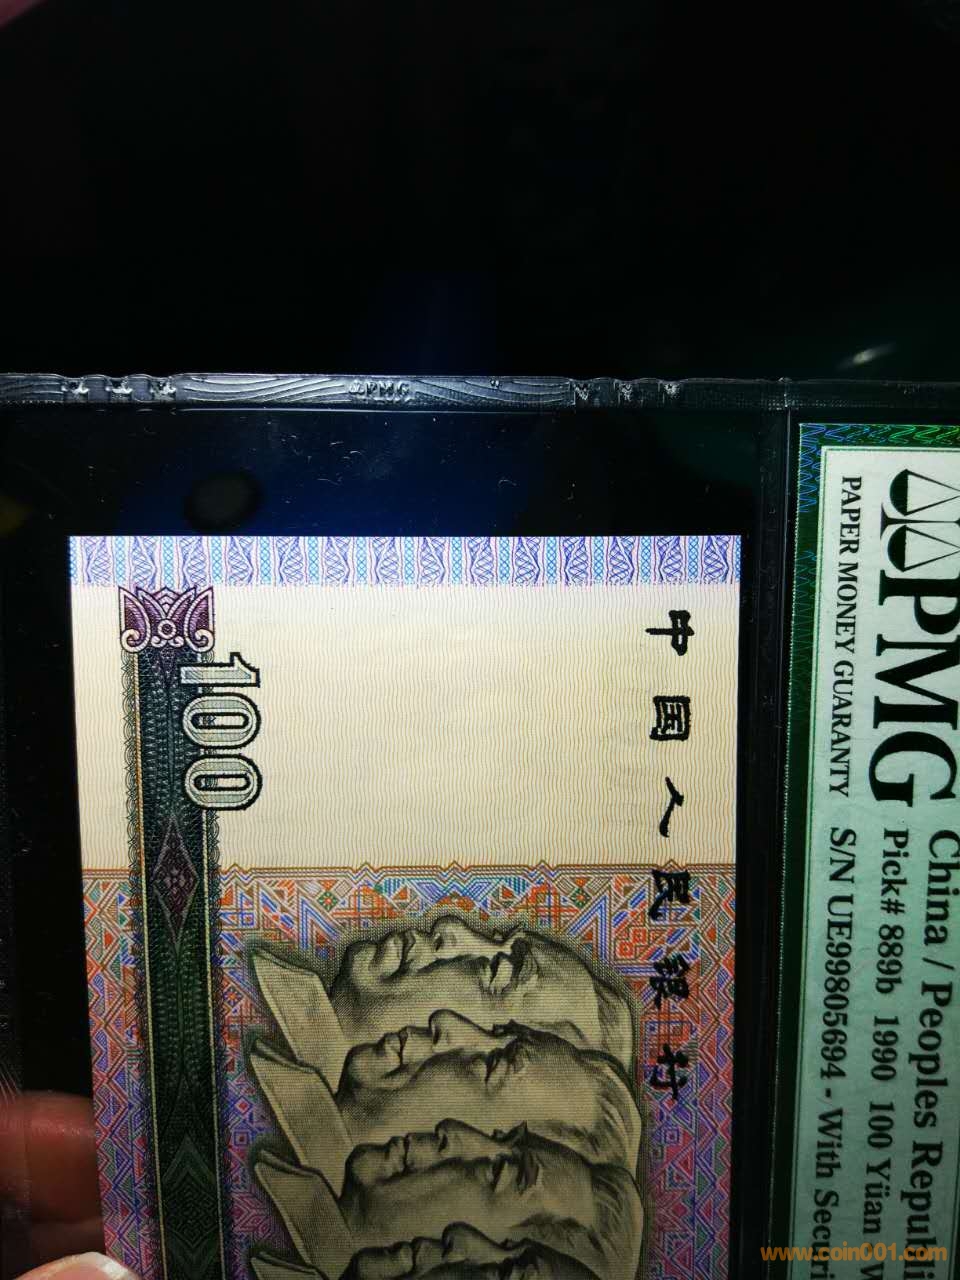 PMG
中国人民银行
100
PMG
PAPER MONEY GUARANTY
China / Peoples Republi
Pick# 889b 1990 100 Yüan
S/N UE99805694 - With Secur
www.coin001.com